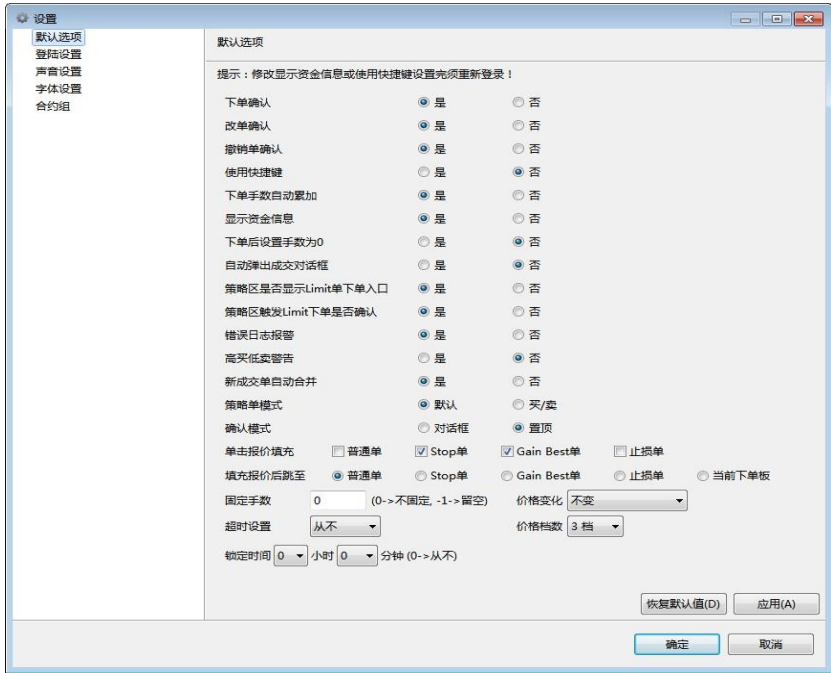 设置
默认选项
登陆设置
声音设置
字体设置
合约组
默认选项
提示：修改显示资金信息或使用快捷键设置完须重新登录！
下单确认 是 否
改单确认 是 否
撤销单确认 是 否
使用快捷键 是 否
下单手数自动累加 是 否
显示资金信息 是 否
下单后设置手数为0 是 否
自动弹出成交对话框 是 否
策略区是否显示Limit单下单入口 是 否
策略区触发Limit下单是否确认 是 否
错误日志报警 是 否
高买低卖警告 是 否
新成交单自动合并 是 否
策略单模式 默认 买/卖
确认模式 对话框 置顶
单击报价填充 普通单 Stop单 Gain Best单 止损单
填充报价后跳至 普通单 Stop单 Gain Best单 止损单 当前下单板
固定手数 0 (0->不固定, -1->留空) 价格变化 不变
超时设置 从不 价格档数 3 档
锁定时间 0 小时 0 分钟 (0->从不)
恢复默认值(D) 应用(A)
确定 取消